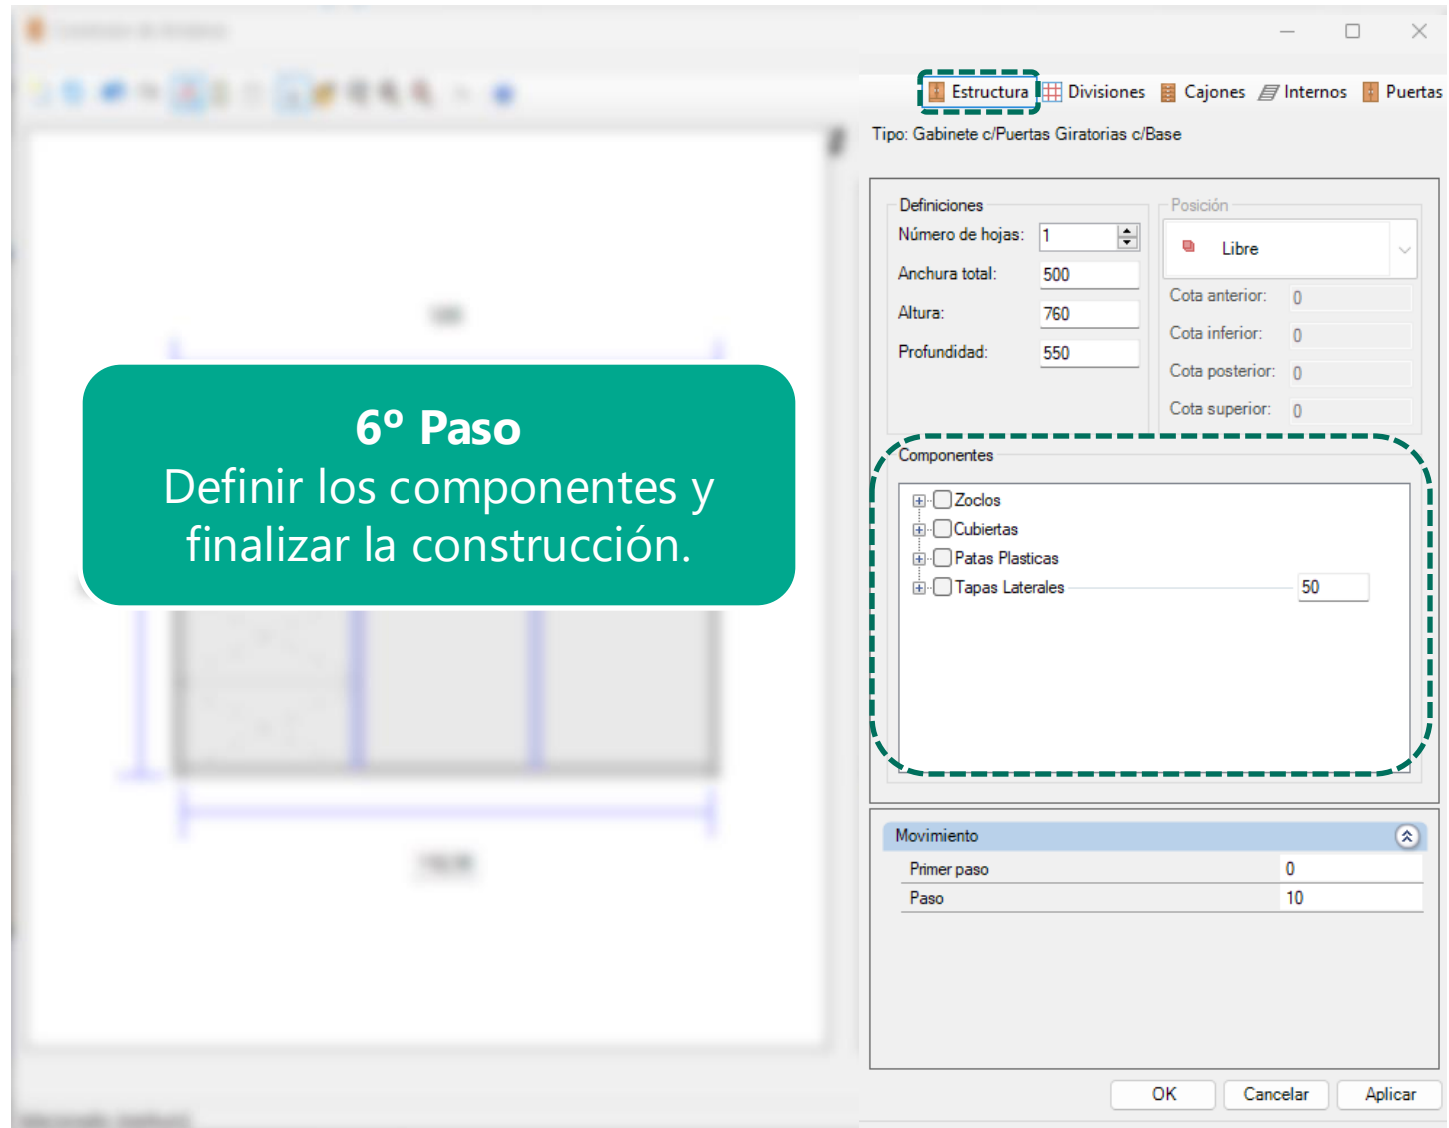 Estructura
Divisiones
Cajones
Internos
Puertas
Tipo: Gabinete c/Puertas Giratorias c/Base
Definiciones
Número de hojas: 1
Anchura total: 500
Altura: 760
Profundidad: 550
Posición
Libre
Cota anterior: 0
Cota inferior: 0
Cota posterior: 0
Cota superior: 0
6º Paso
Definir los componentes y
finalizar la construcción.
Componentes
Zoclos
Cubiertas
Patas Plasticas
Tapas Laterales 50
Movimiento
Primer paso 0
Paso 10
OK
Cancelar
Aplicar